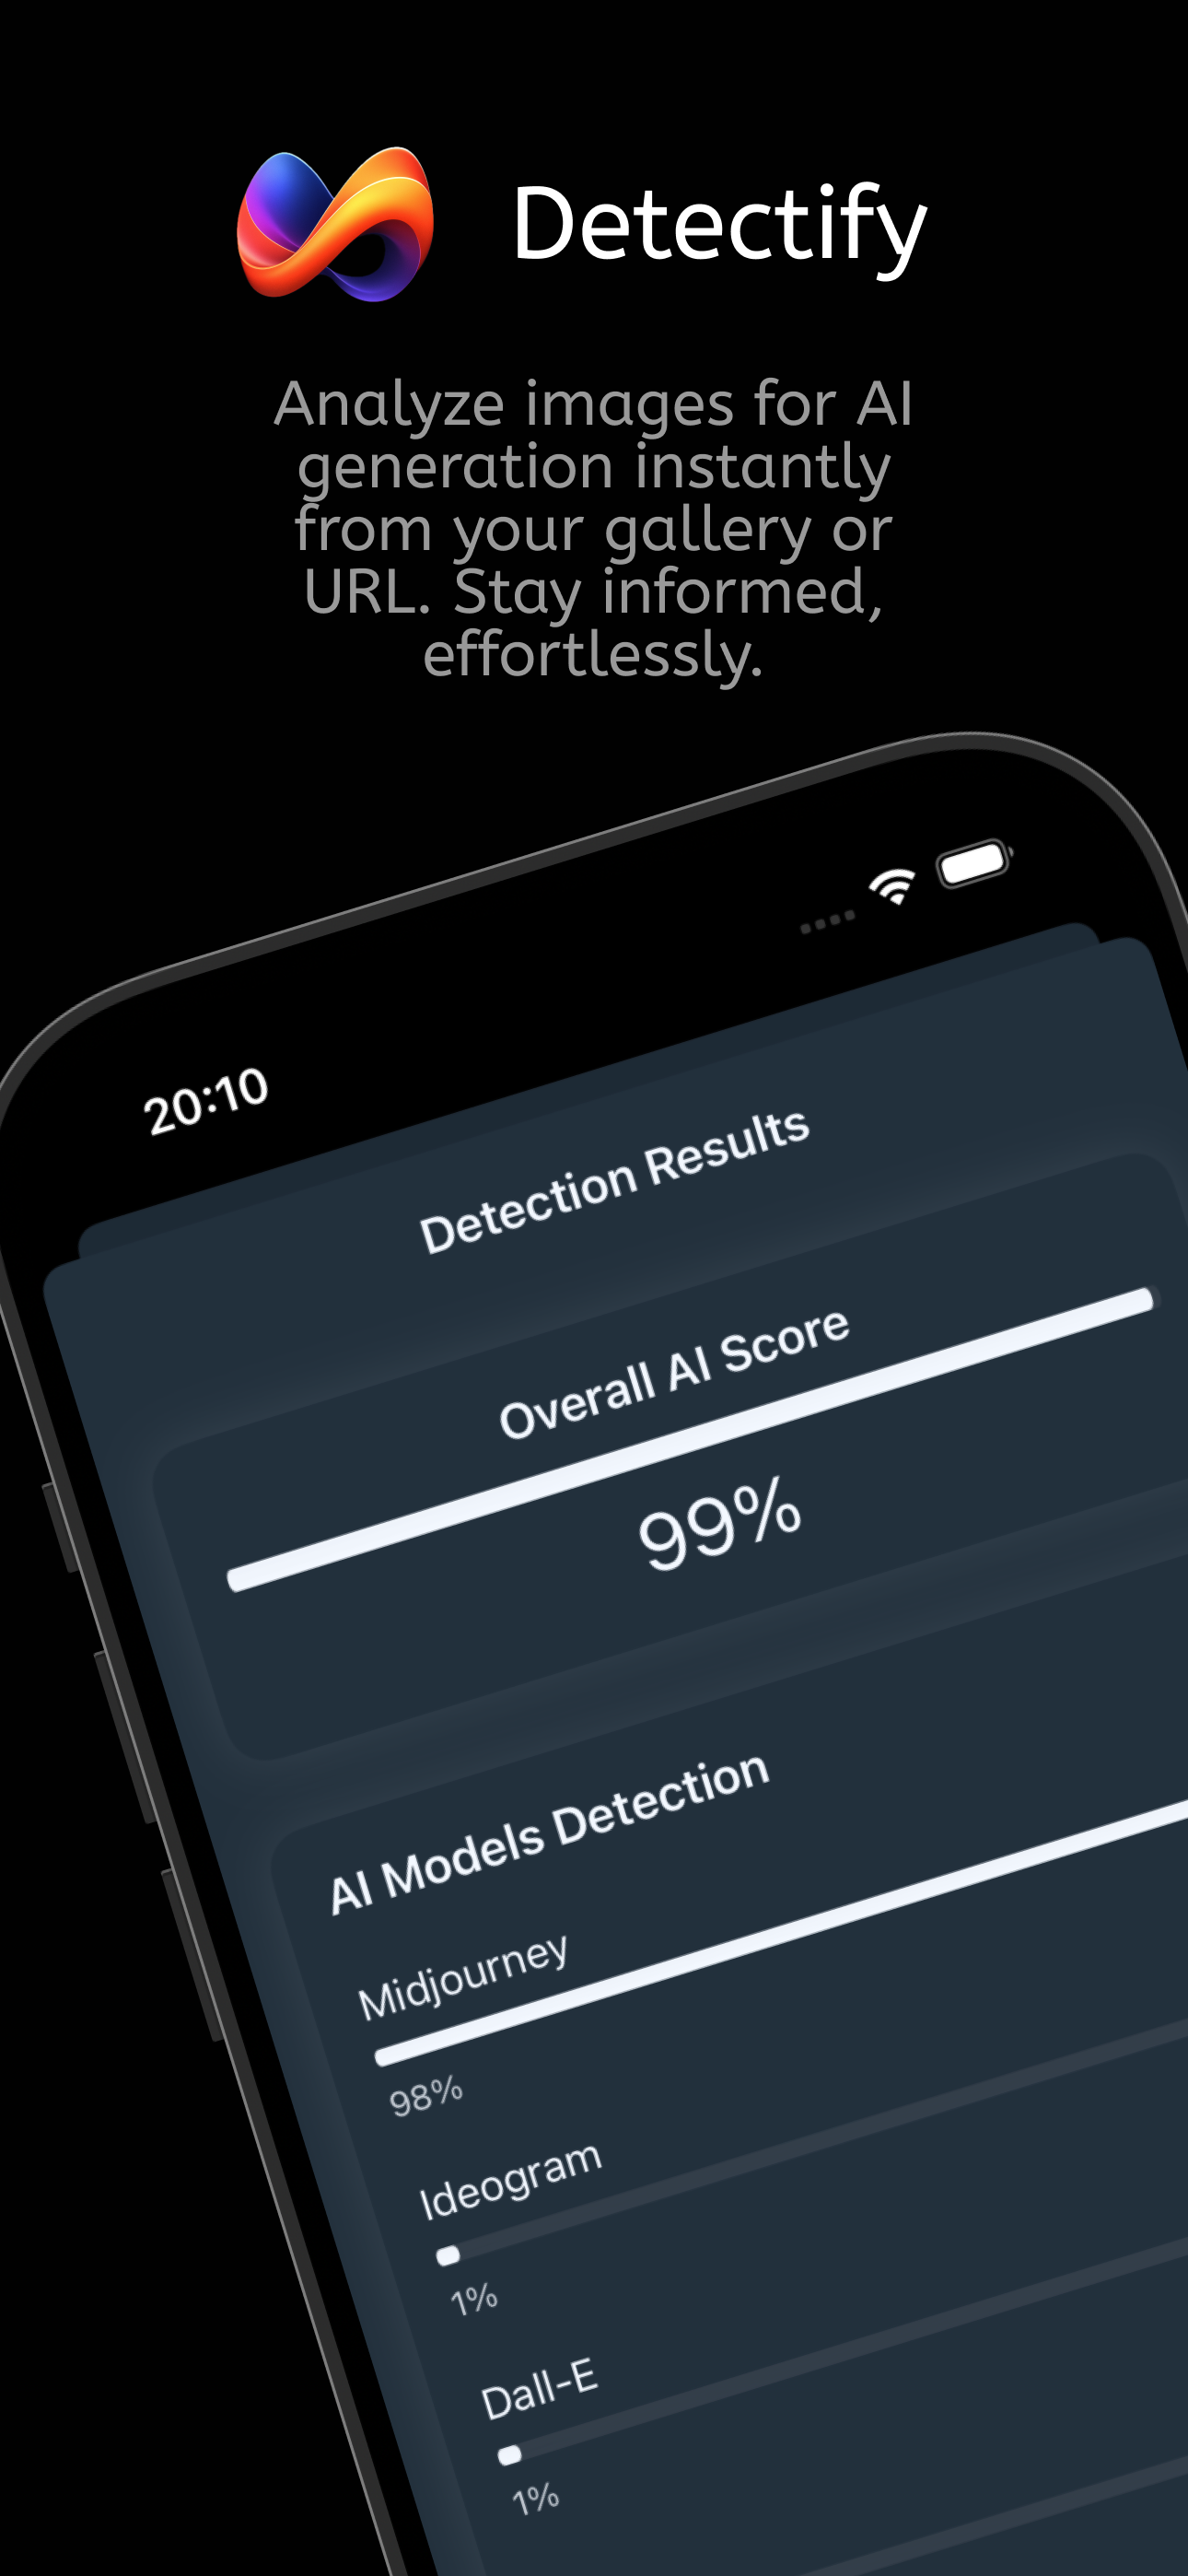 Detectify
Analyze images for AI
generation instantly
from your gallery or
URL. Stay informed,
effortlessly.
20:10
Detection Results
Overall AI Score
99%
AI Models Detection
Midjourney
98%
Ideogram
1%
Dall-E
1%